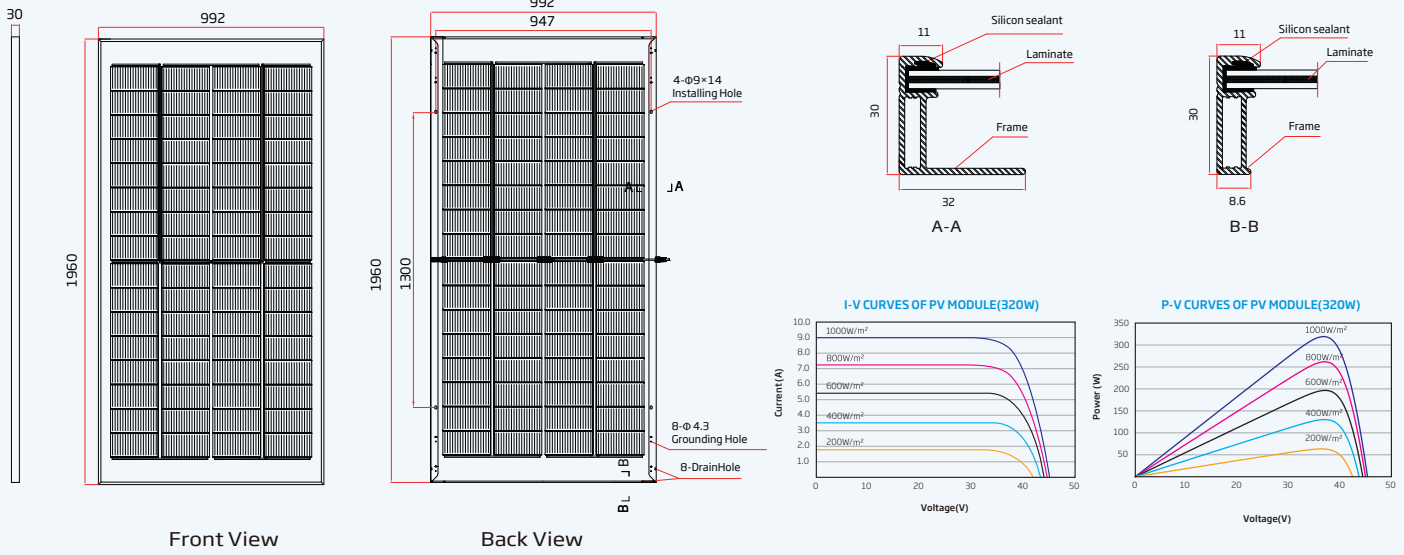 30
992
1960
Front View
992
947
1960
1300
4-Φ9×14
Installing Hole
A
A
8-Φ 4.3
Grounding Hole
8-DrainHole
B
B
Back View
11
Silicon sealant
Laminate
30
Frame
32
A-A
11
Silicon sealant
Laminate
30
Frame
8.6
B-B
I-V CURVES OF PV MODULE(320W)
10.0
9.0
8.0
7.0
6.0
5.0
4.0
3.0
2.0
1.0
Current(A)
1000W/m²
800W/m²
600W/m²
400W/m²
200W/m²
0
10
20
30
40
50
Voltage(V)
P-V CURVES OF PV MODULE(320W)
350
300
250
200
150
100
50
Power (W)
1000W/m²
800W/m²
600W/m²
400W/m²
200W/m²
0
10
20
30
40
50
Voltage(V)